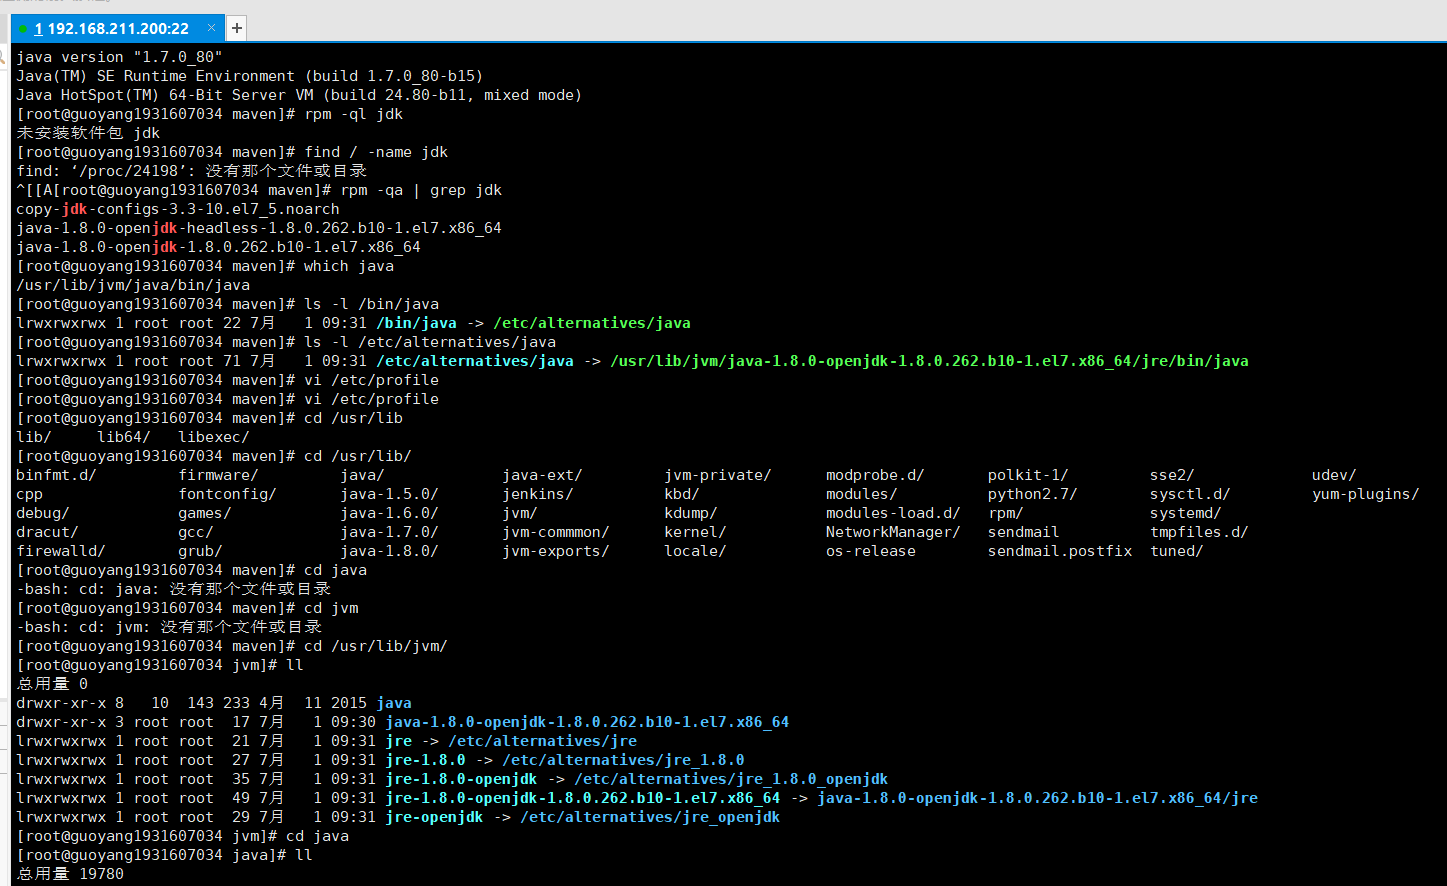 1 192.168.211.200:22 × +
java version "1.7.0_80"
Java(TM) SE Runtime Environment (build 1.7.0_80-b15)
Java HotSpot(TM) 64-Bit Server VM (build 24.80-b11, mixed mode)
[root@guoyang1931607034 maven]# rpm -ql jdk
未安装软件包 jdk
[root@guoyang1931607034 maven]# find / -name jdk
find: ‘/proc/24198’: 没有那个文件或目录
^[[A[root@guoyang1931607034 maven]# rpm -qa | grep jdk
copy-jdk-configs-3.3-10.el7_5.noarch
java-1.8.0-openjdk-headless-1.8.0.262.b10-1.el7.x86_64
java-1.8.0-openjdk-1.8.0.262.b10-1.el7.x86_64
[root@guoyang1931607034 maven]# which java
/usr/lib/jvm/java/bin/java
[root@guoyang1931607034 maven]# ls -l /bin/java
lrwxrwxrwx 1 root root 22 7月   1 09:31 /bin/java -> /etc/alternatives/java
[root@guoyang1931607034 maven]# ls -l /etc/alternatives/java
lrwxrwxrwx 1 root root 71 7月   1 09:31 /etc/alternatives/java -> /usr/lib/jvm/java-1.8.0-openjdk-1.8.0.262.b10-1.el7.x86_64/jre/bin/java
[root@guoyang1931607034 maven]# vi /etc/profile
[root@guoyang1931607034 maven]# vi /etc/profile
[root@guoyang1931607034 maven]# cd /usr/lib
lib/     lib64/   libexec/
[root@guoyang1931607034 maven]# cd /usr/lib/
binfmt.d/         firmware/         java/             java-ext/         jvm-private/      modprobe.d/       polkit-1/         sse2/             udev/
cpp               fontconfig/       java-1.5.0/       jenkins/          kbd/              modules/          python2.7/        sysctl.d/         yum-plugins/
debug/            games/            java-1.6.0/       jvm/              kdump/            modules-load.d/   rpm/              systemd/
dracut/           gcc/              java-1.7.0/       jvm-commmon/      kernel/           NetworkManager/   sendmail          tmpfiles.d/
firewalld/        grub/             java-1.8.0/       jvm-exports/      locale/           os-release        sendmail.postfix  tuned/
[root@guoyang1931607034 maven]# cd java
-bash: cd: java: 没有那个文件或目录
[root@guoyang1931607034 maven]# cd jvm
-bash: cd: jvm: 没有那个文件或目录
[root@guoyang1931607034 maven]# cd /usr/lib/jvm/
[root@guoyang1931607034 jvm]# ll
总用量 0
drwxr-xr-x 8   10  143 233 4月  11 2015 java
drwxr-xr-x 3 root root  17 7月   1 09:30 java-1.8.0-openjdk-1.8.0.262.b10-1.el7.x86_64
lrwxrwxrwx 1 root root  21 7月   1 09:31 jre -> /etc/alternatives/jre
lrwxrwxrwx 1 root root  27 7月   1 09:31 jre-1.8.0 -> /etc/alternatives/jre_1.8.0
lrwxrwxrwx 1 root root  35 7月   1 09:31 jre-1.8.0-openjdk -> /etc/alternatives/jre_1.8.0_openjdk
lrwxrwxrwx 1 root root  49 7月   1 09:31 jre-1.8.0-openjdk-1.8.0.262.b10-1.el7.x86_64 -> java-1.8.0-openjdk-1.8.0.262.b10-1.el7.x86_64/jre
lrwxrwxrwx 1 root root  29 7月   1 09:31 jre-openjdk -> /etc/alternatives/jre_openjdk
[root@guoyang1931607034 jvm]# cd java
[root@guoyang1931607034 java]# ll
总用量 19780